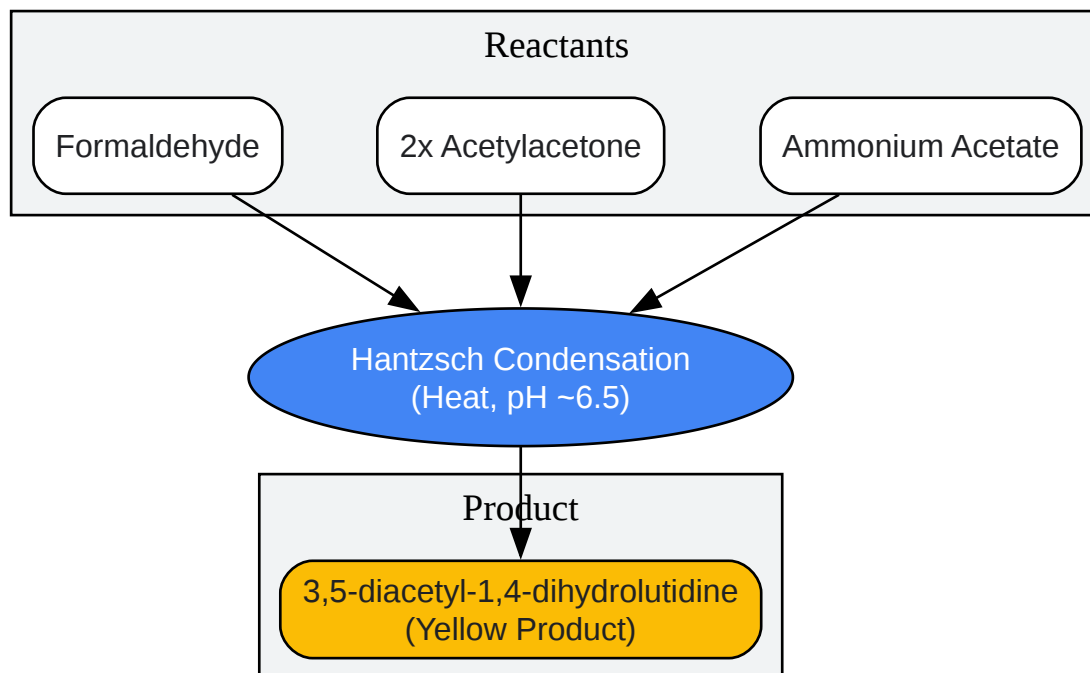 Reactants
Formaldehyde
2x Acetylacetone
Ammonium Acetate
Hantzsch Condensation
(Heat, pH ~6.5)
Product
3,5-diacetyl-1,4-dihydrolutidine
(Yellow Product)